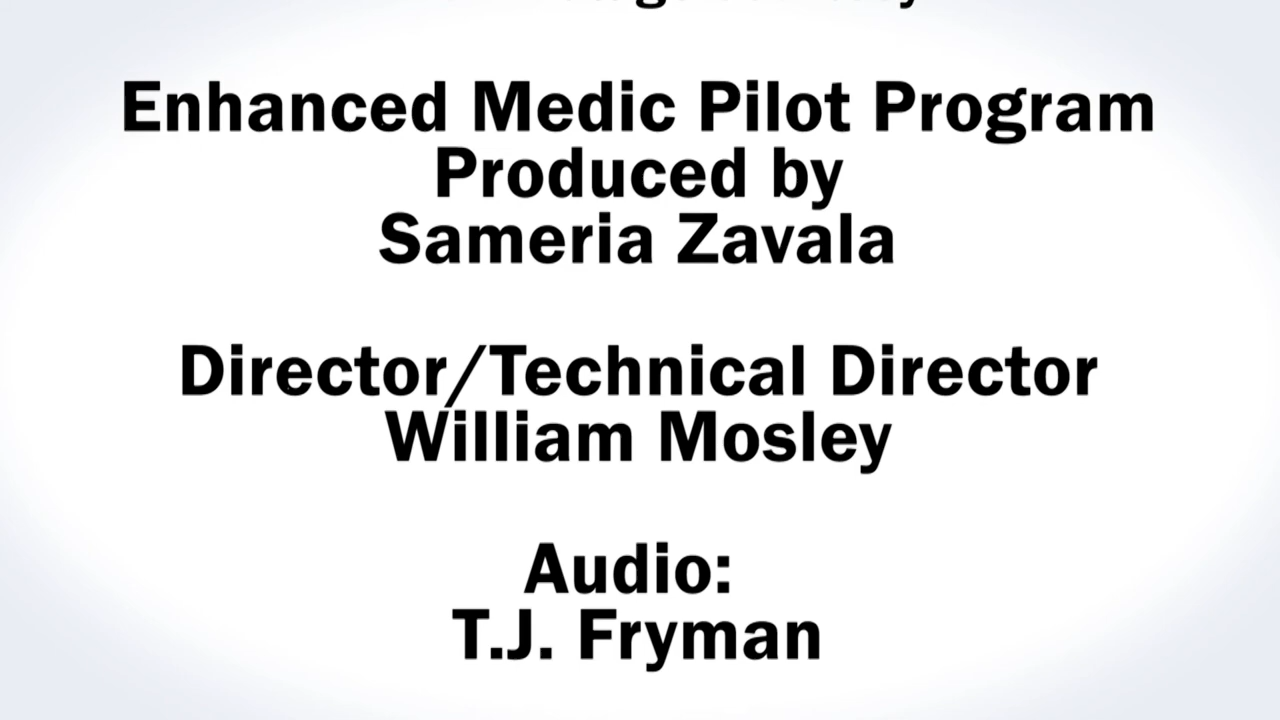 Enhanced Medic Pilot Program
Produced by
Sameria Zavala
Director/Technical Director
William Mosley
Audio:
T.J. Fryman